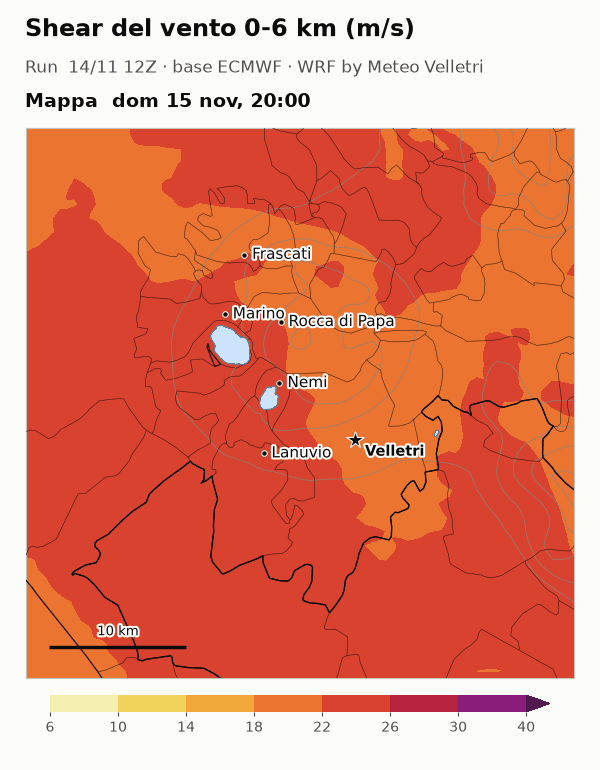 Shear del vento 0-6 km (m/s)
Run  14/11 12Z · base ECMWF · WRF by Meteo Velletri
Mappa  dom 15 nov, 20:00
Frascati
Marino
Rocca di Papa
Nemi
Velletri
Lanuvio
10 km
6 10 14 18 22 26 30 40